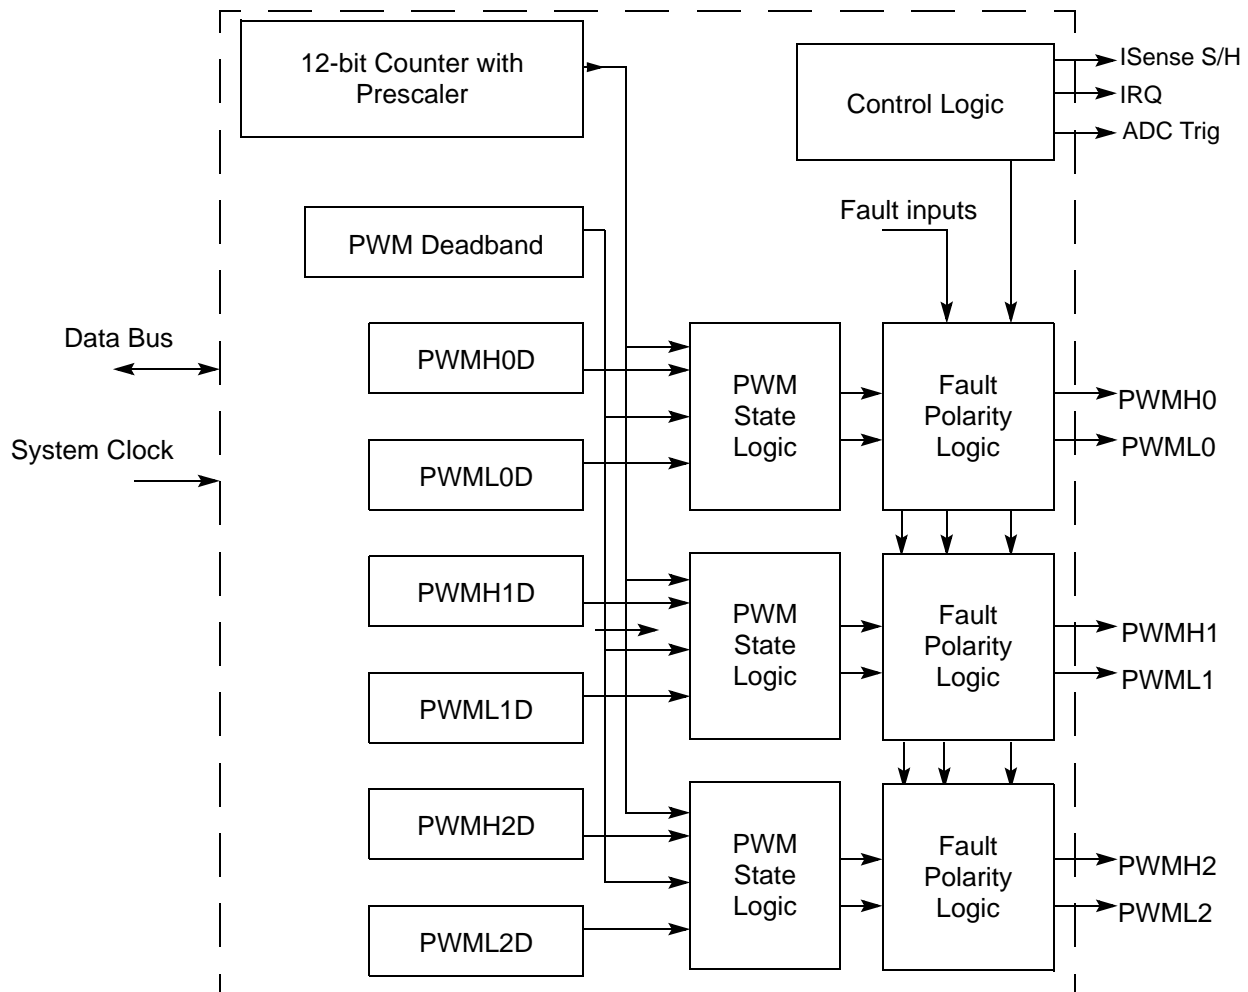 12-bit Counter with
Prescaler
Control Logic
ISense S/H
IRQ
ADC Trig
Fault inputs
PWM Deadband
Data Bus
System Clock
PWMH0D
PWML0D
PWM
State
Logic
Fault
Polarity
Logic
PWMH0
PWML0
PWMH1D
PWML1D
PWM
State
Logic
Fault
Polarity
Logic
PWMH1
PWML1
PWMH2D
PWML2D
PWM
State
Logic
Fault
Polarity
Logic
PWMH2
PWML2